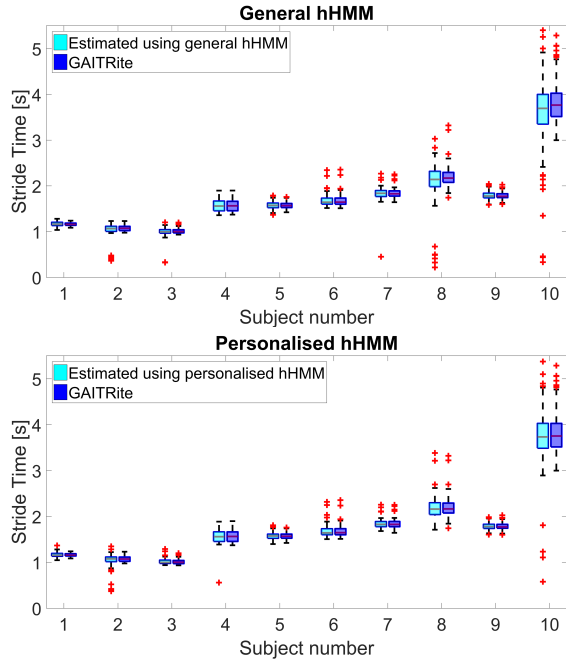 General hHMM
Estimated using general hHMM
GAITRite
Stride Time [s]
5
4
3
2
1
0
1 2 3 4 5 6 7 8 9 10
Subject number
Personalised hHMM
Estimated using personalised hHMM
GAITRite
Stride Time [s]
5
4
3
2
1
0
1 2 3 4 5 6 7 8 9 10
Subject number